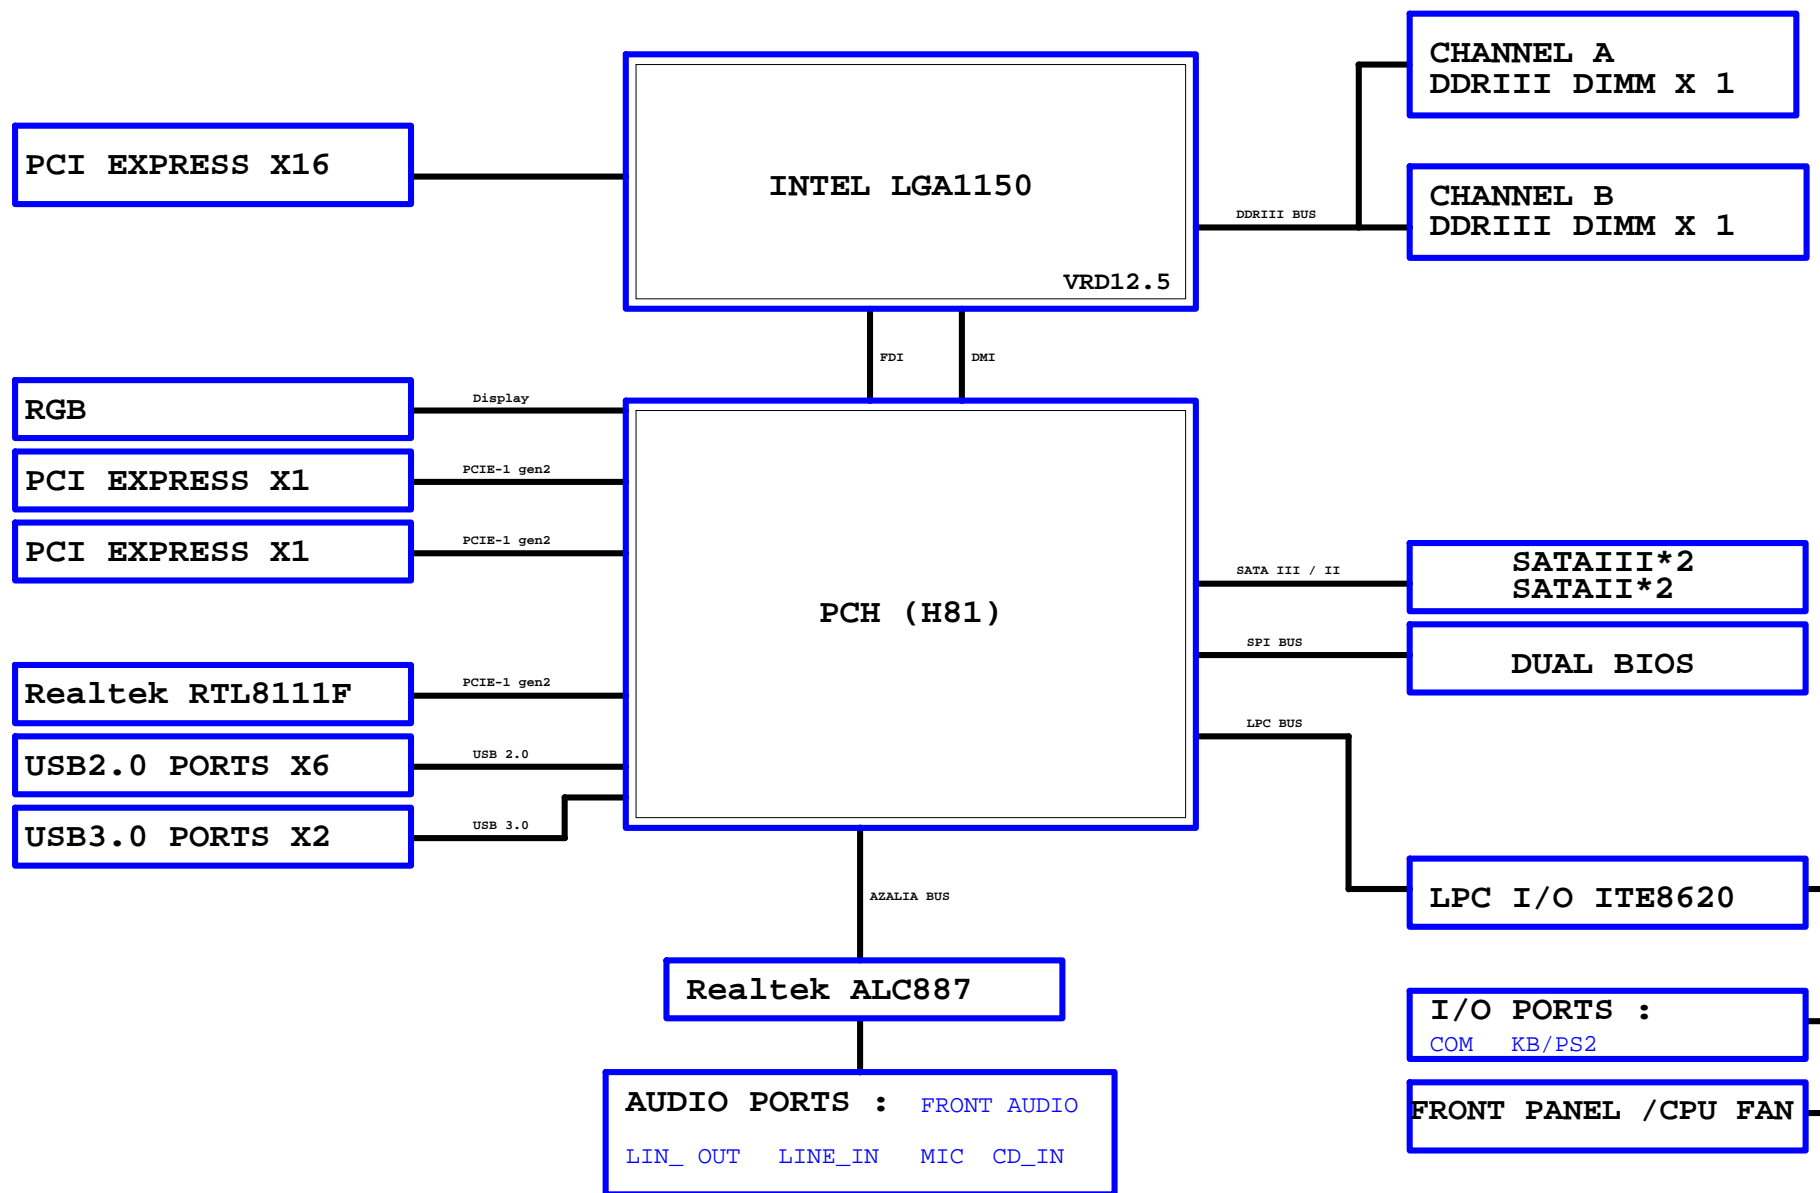 CHANNEL A
DDRIII DIMM X 1
PCI EXPRESS X16
INTEL LGA1150
CHANNEL B
DDRIII DIMM X 1
DDRIII BUS
VRD12.5
FDI
DMI
RGB
Display
PCI EXPRESS X1
PCIE-1 gen2
PCI EXPRESS X1
PCIE-1 gen2
SATA III / II
SATAIII*2
SATAII*2
PCH (H81)
SPI BUS
DUAL BIOS
Realtek RTL8111F
PCIE-1 gen2
LPC BUS
USB2.0 PORTS X6
USB 2.0
USB3.0 PORTS X2
USB 3.0
AZALIA BUS
LPC I/O ITE8620
Realtek ALC887
I/O PORTS :
COM KB/PS2
AUDIO PORTS : FRONT AUDIO
LIN_ OUT LINE_IN MIC CD_IN
FRONT PANEL /CPU FAN